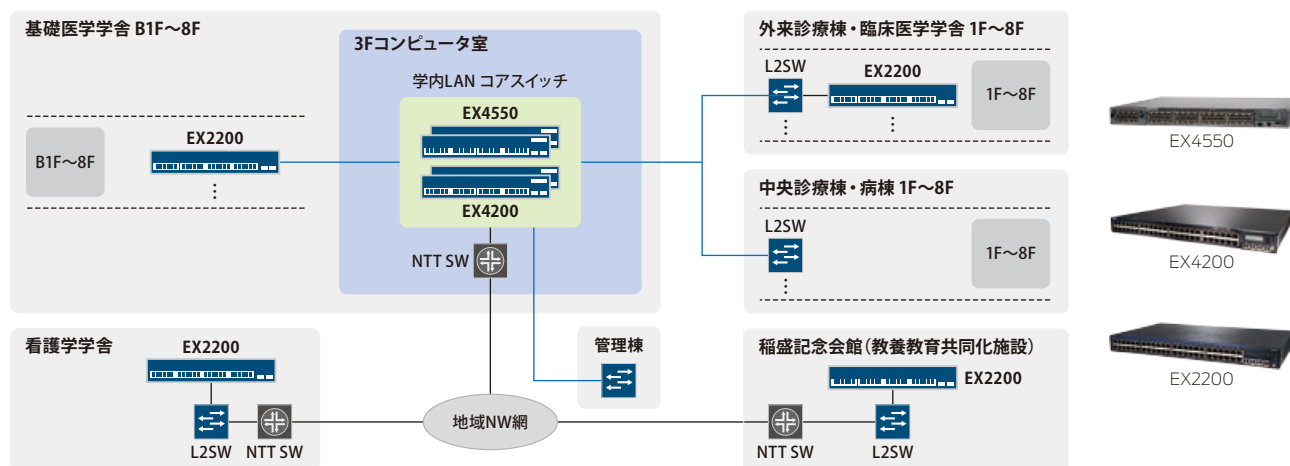 基礎医学学舎 B1F〜8F
3Fコンピュータ室
学内LAN コアスイッチ
EX4550
EX4200
B1F〜8F
EX2200
NTT SW
外来診療棟・臨床医学学舎 1F〜8F
L2SW
EX2200
1F〜8F
中央診療棟・病棟 1F〜8F
L2SW
1F〜8F
看護学学舎
EX2200
L2SW
NTT SW
地域NW網
管理棟
稲盛記念会館(教養教育共同化施設)
EX2200
NTT SW
L2SW
EX4550
EX4200
EX2200